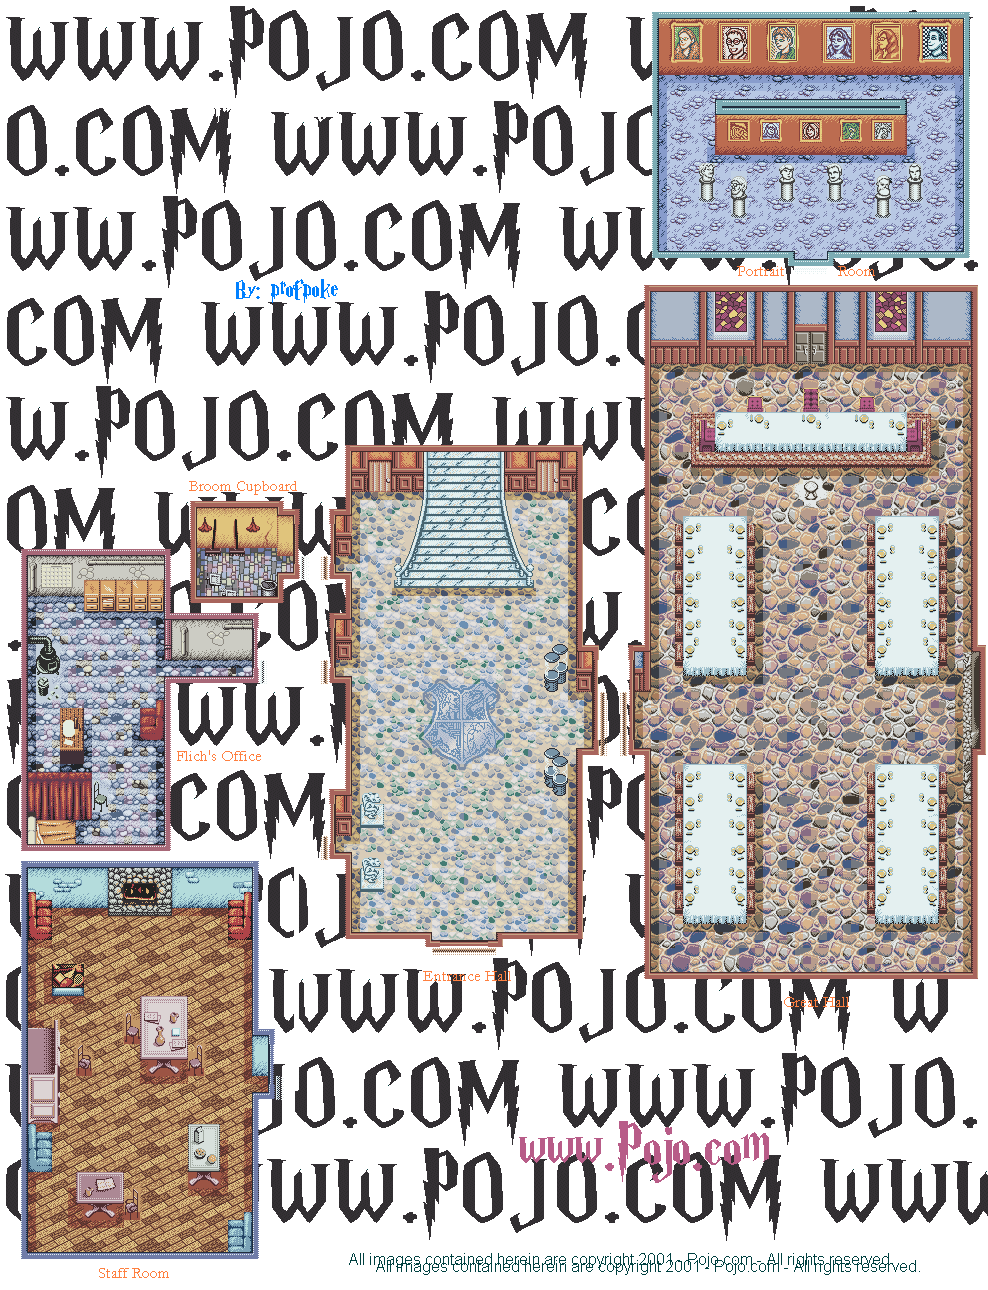 www.Pojo.com w
o.com www.Pojo
ww.Pojo.com ww
Portrait Room
By: profpoke
com www.Pojo.c
w.Pojo.com www
Broom Cupboard
om
Flich's Office
Entrance Hall
Great Hall
www.Pojo.com w
www.Pojo.
www.Pojo.com
ww.Pojo.com www
All images contained herein are copyright 2001 - Pojo.com - All rights reserved.
All images contained herein are copyright 2001 - Pojo.com - All rights reserved.
Staff Room